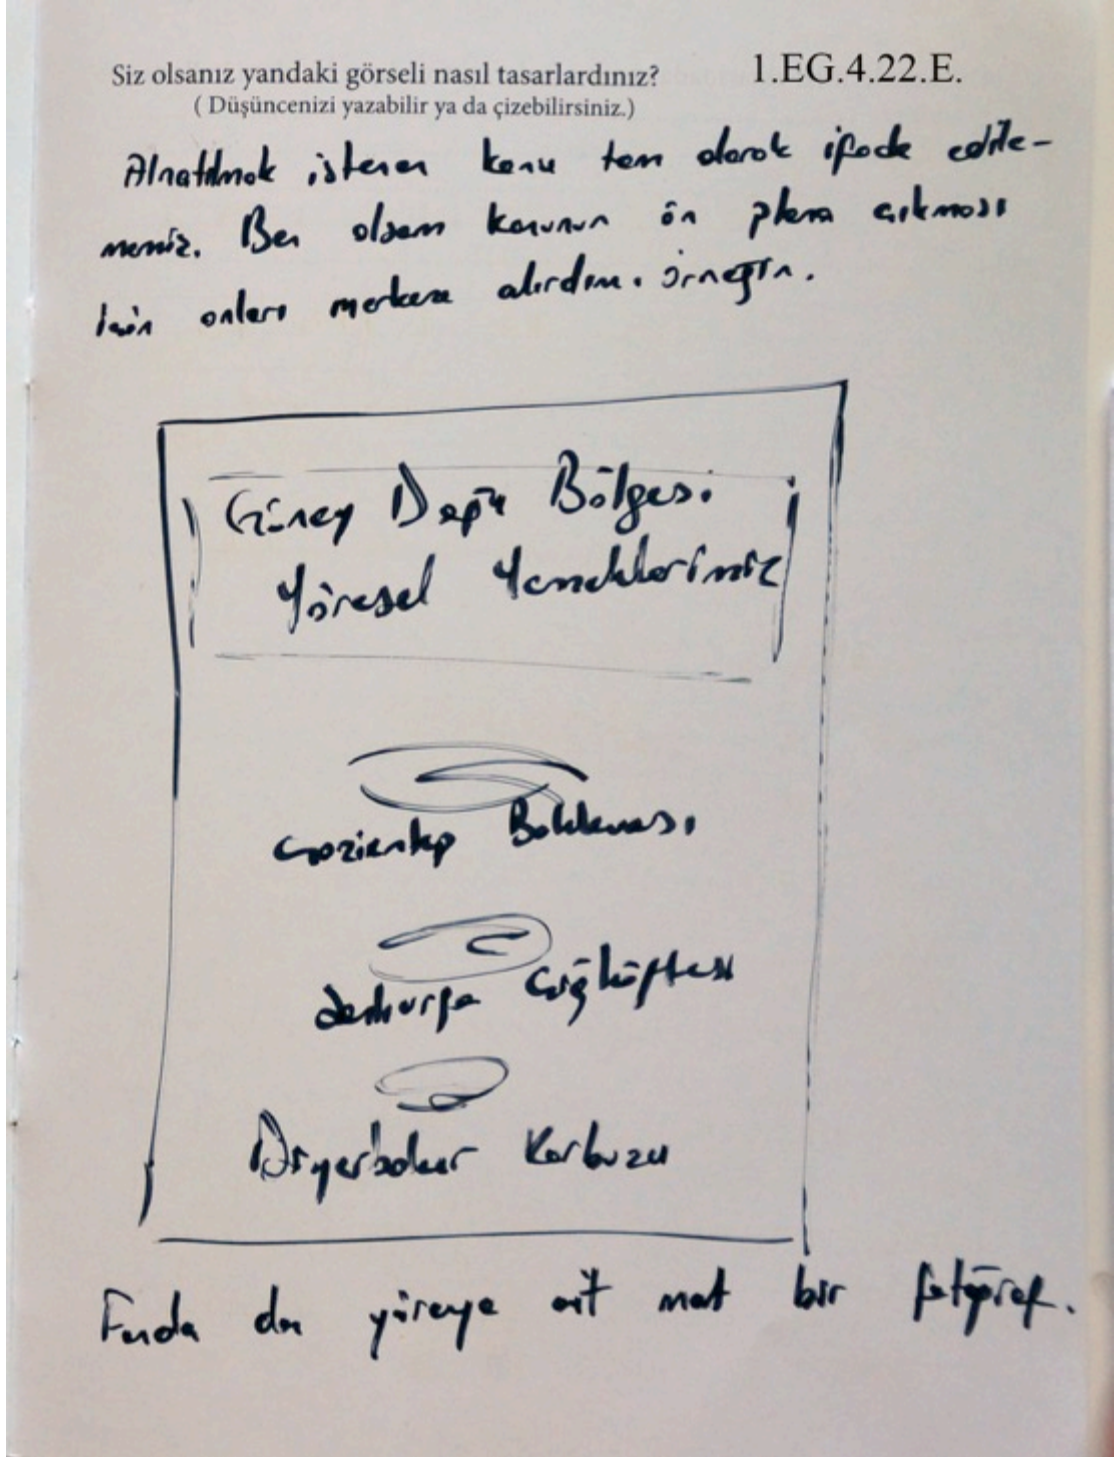 Siz olsanız yandaki görseli nasıl tasarlardınız? 1.EG.4.22.E.
( Düşüncenizi yazabilir ya da çizebilirsiniz.)
Alnatılmak istenen konu tam olarak ifade edile-
memiş. Ben olsam konunun ön plana çıkması
için onları merkeze alırdım. Örneğin.
Güney Doğu Bölgesi
Yöresel Yemeklerimiz
Gaziantep Baklavası
Şanlıurfa Çiğköftesi
Diyarbakır Karbuzu
Fonda da yöreye ait mat bir fotoğraf.